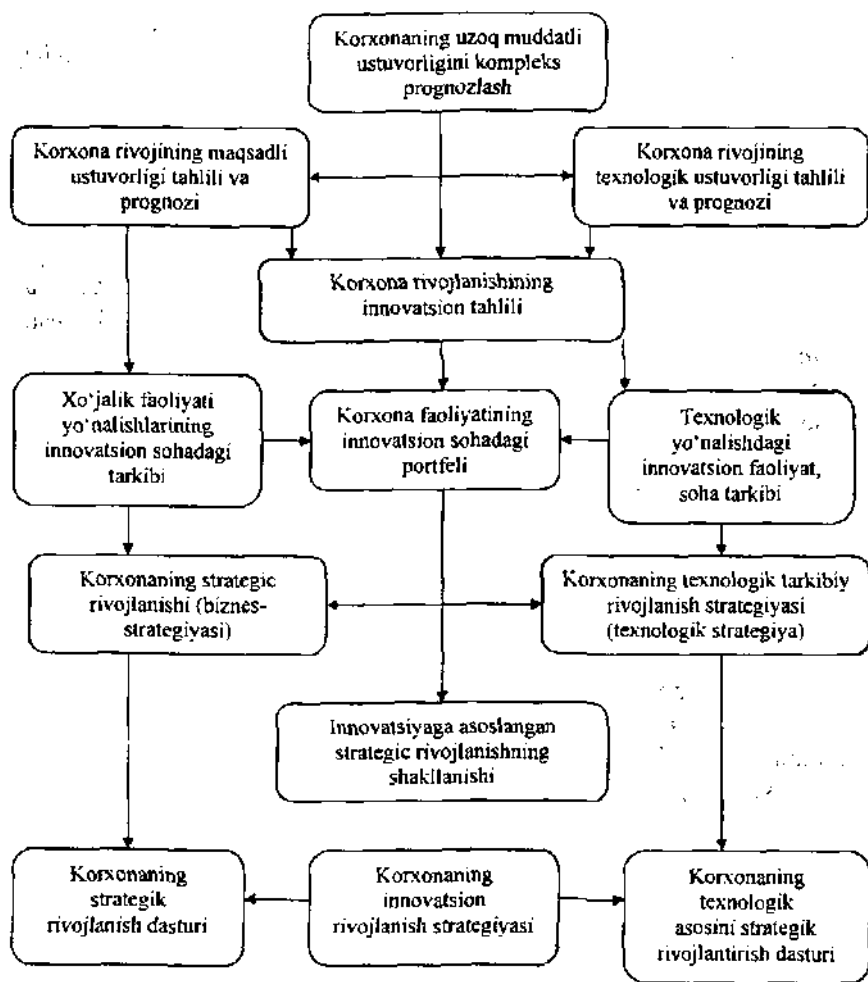 Korxonaning uzoq muddatli
ustuvorligini kompleks
prognozlash
Korxona rivojining maqsadli
ustuvorligi tahlili va
prognozi
Korxona rivojining
texnologik ustuvorligi tahlili
va prognozi
Korxona rivojlanishining
innovatsion tahlili
Xo‘jalik faoliyati
yo‘nalishlarining
innovatsion sohadagi
tarkibi
Korxona faoliyatining
innovatsion sohadagi
portfeli
Texnologik
yo‘nalishdagi
innovatsion faoliyat,
soha tarkibi
Korxonaning strategic
rivojlanishi (biznes-
strategiyasi)
Korxonaning texnologik tarkibiy
rivojlanish strategiyasi
(texnologik strategiya)
Innovatsiyaga asoslangan
strategic rivojlanishning
shakllanishi
Korxonaning
strategik
rivojlanish dasturi
Korxonaning
innovatsion
rivojlanish strategiyasi
Korxonaning
texnologik
asosini strategik
rivojlantirish dasturi